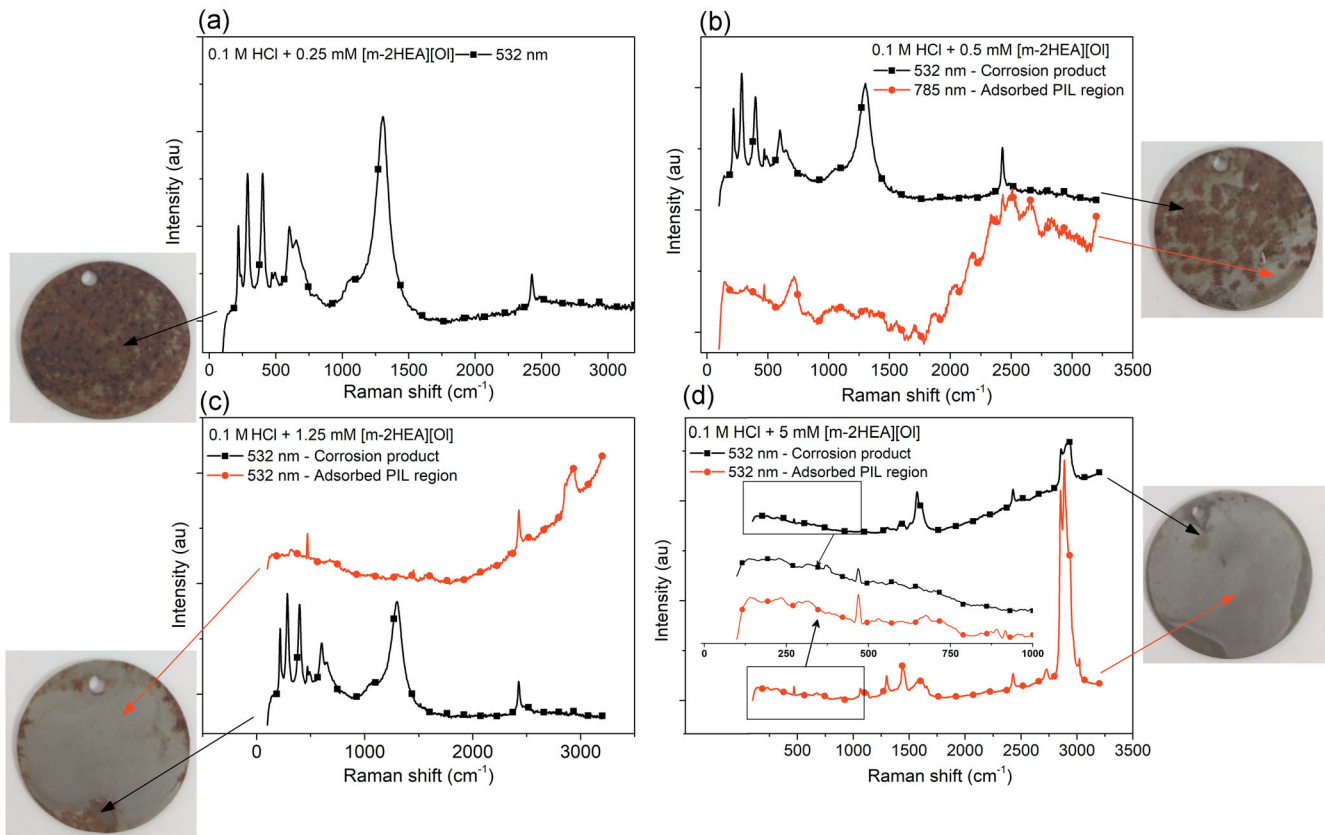 (a)
0.1 M HCl + 0.25 mM [m-2HEA][Ol] 532 nm
Intensity (au)
0 500 1000 1500 2000 2500 3000
Raman shift (cm⁻¹)
(b)
0.1 M HCl + 0.5 mM [m-2HEA][Ol]
532 nm - Corrosion product
785 nm - Adsorbed PIL region
Intensity (au)
0 500 1000 1500 2000 2500 3000 3500
Raman shift (cm⁻¹)
(c)
0.1 M HCl + 1.25 mM [m-2HEA][Ol]
532 nm - Corrosion product
532 nm - Adsorbed PIL region
Intensity (au)
0 1000 2000 3000
Raman shift (cm⁻¹)
(d)
0.1 M HCl + 5 mM [m-2HEA][Ol]
532 nm - Corrosion product
532 nm - Adsorbed PIL region
Intensity (au)
0 250 500 750 1000
500 1000 1500 2000 2500 3000 3500
Raman shift (cm⁻¹)